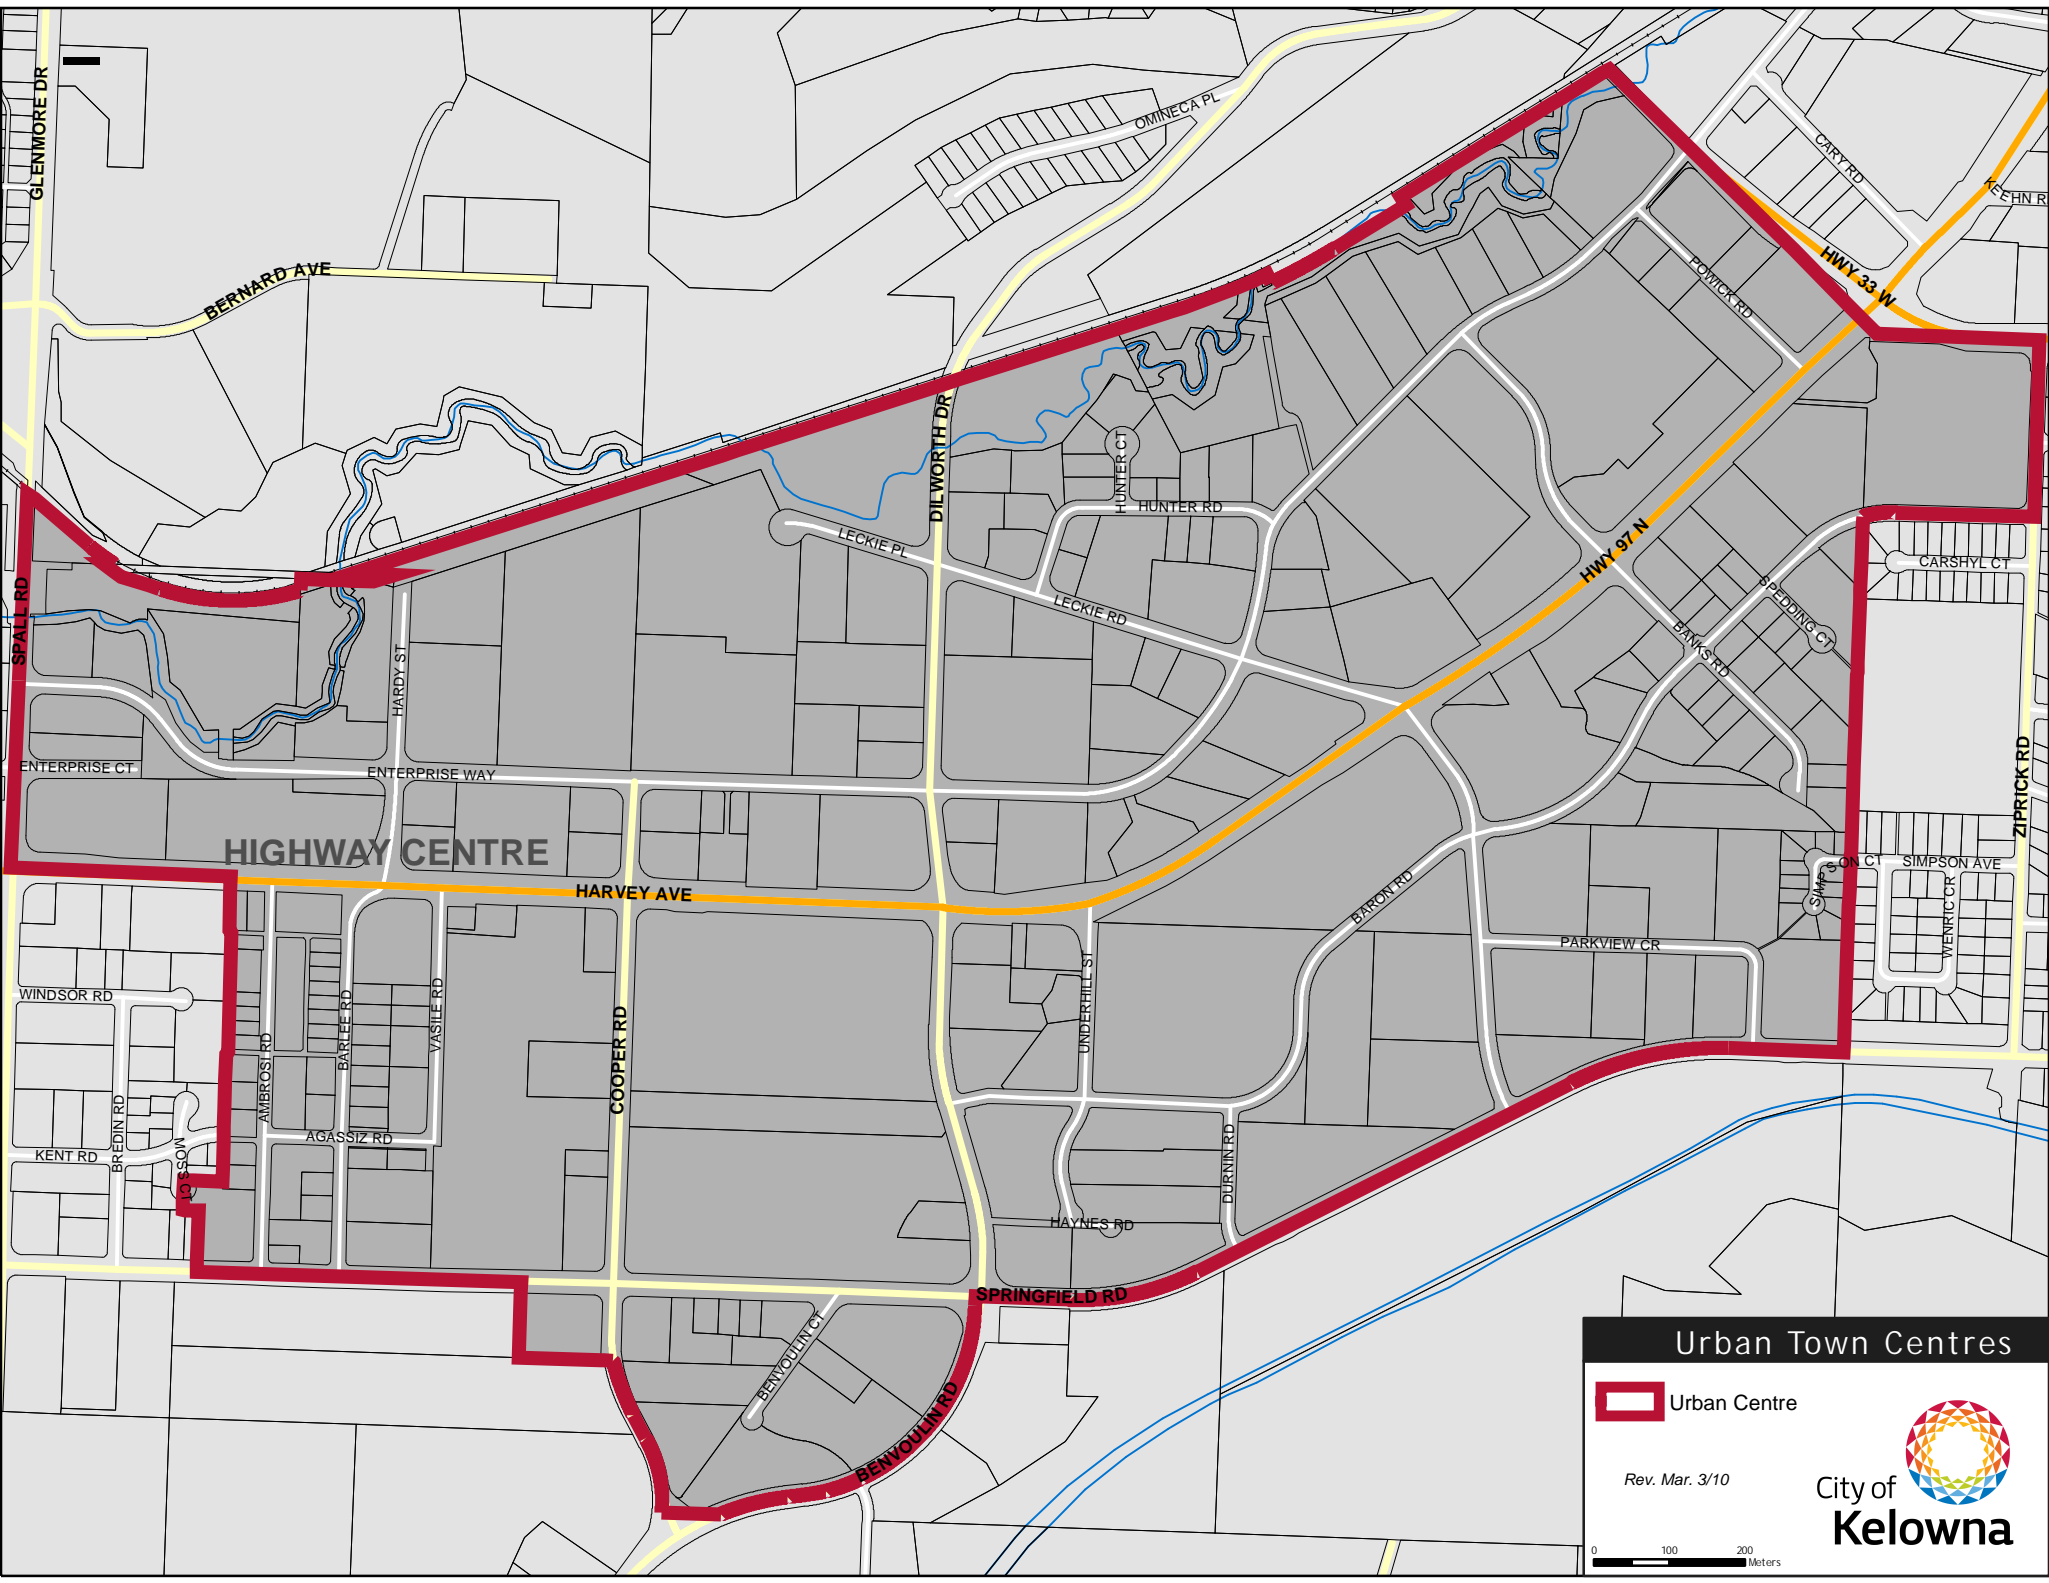 GLENMORE DR
OMINECA PL
CARY RD
KEEHN R
BERNARD AVE
HWY 33 W
POWICK RD
DILWORTH DR
HUNTER CT
HUNTER RD
LECKIE PL
HWY 97 N
CARSHYL CT
SPEDDING CT
SPALL RD
LECKIE RD
BANKS RD
HARDY ST
ENTERPRISE CT
ENTERPRISE WAY
ZIPRICK RD
HIGHWAY CENTRE
HARVEY AVE
SIMPSON CT
SIMPSON AVE
BARON RD
WENRIC CR
PARKVIEW CR
WINDSOR RD
BARLEE RD
VASILE RD
UNDERHILL ST
AMBROSI RD
COOPER RD
BREDIN RD
AGASSIZ RD
KENT RD
MOSS CT
DURNIN RD
HAYNES RD
SPRINGFIELD RD
BENVOULIN CT
BENVOULIN RD
Urban Town Centres
Urban Centre
Rev. Mar. 3/10
City of
Kelowna
0 100 200
Meters